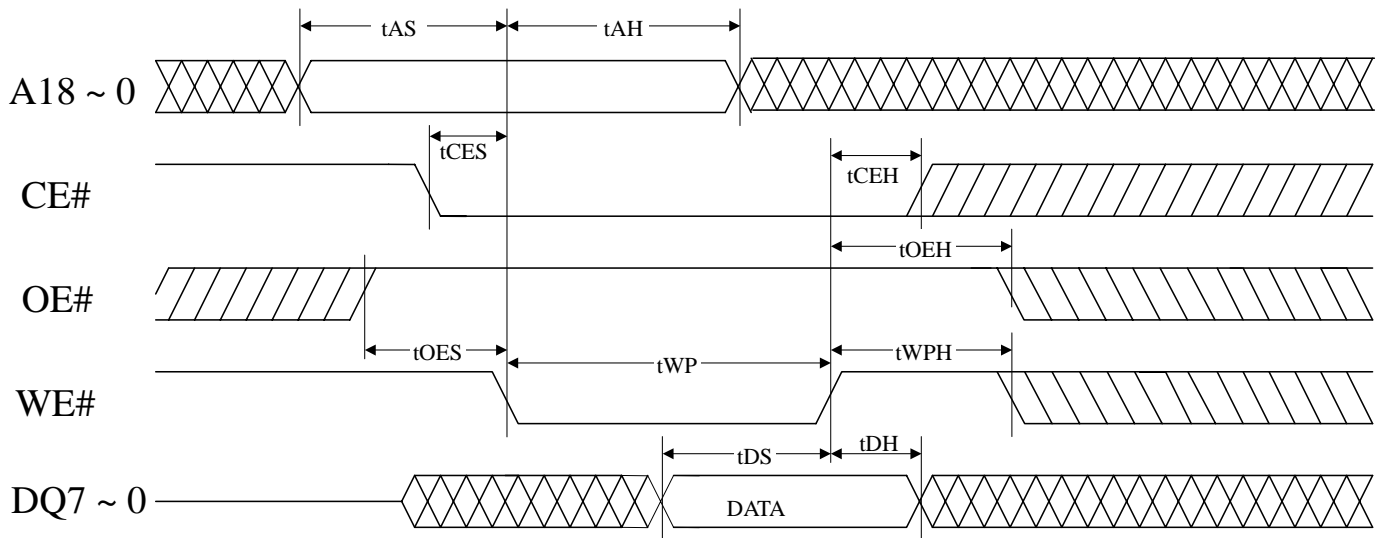 tAS tAH
A18 ~ 0
tCES
tCEH
CE#
tOEH
OE#
tOES tWP tWPH
WE#
tDS tDH
DQ7 ~ 0 DATA